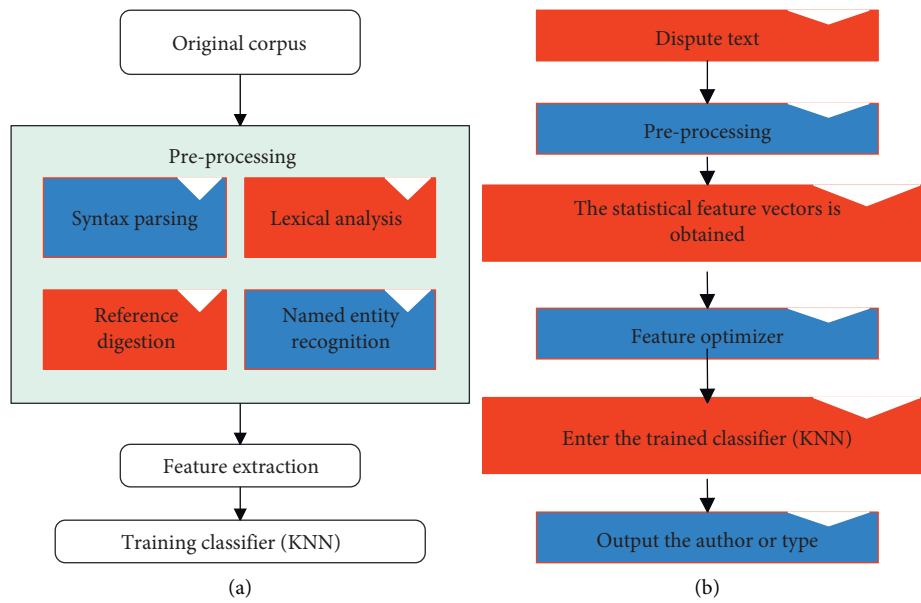 Original corpus
Pre-processing
Syntax parsing
Lexical analysis
Reference
digestion
Named entity
recognition
Feature extraction
Training classifier (KNN)
(a)
Dispute text
Pre-processing
The statistical feature vectors is
obtained
Feature optimizer
Enter the trained classifier (KNN)
Output the author or type
(b)